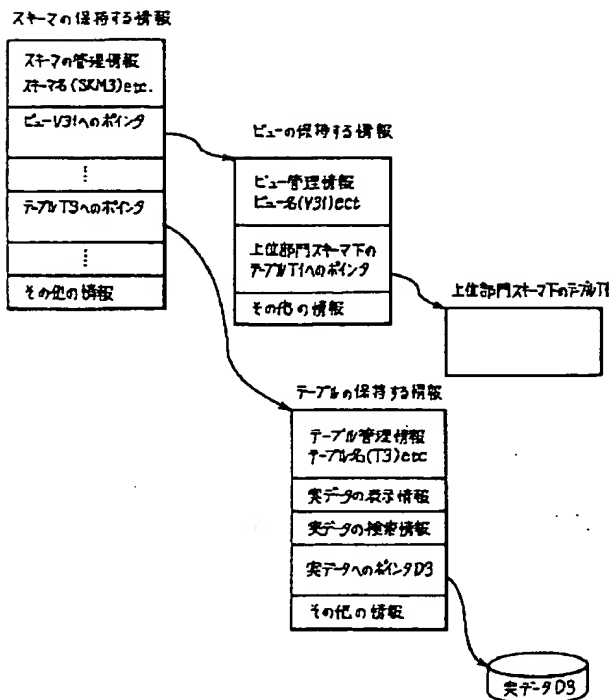 スキーマの保持する情報
スキーマの管理情報
スキーマ名(SKM3)etc.
ビューV31へのポインタ
テーブルT3へのポインタ
その他の情報
ビューの保持する情報
ビュー管理情報
ビュー名(V31)ect
上位部門スキーマ下の
テーブルT1へのポインタ
その他の情報
上位部門スキーマ下のテーブルT1
テーブルの保持する情報
テーブル管理情報
テーブル名(T3)etc
実データの表示情報
実データの検索情報
実データへのポインタD3
その他の情報
実データD3